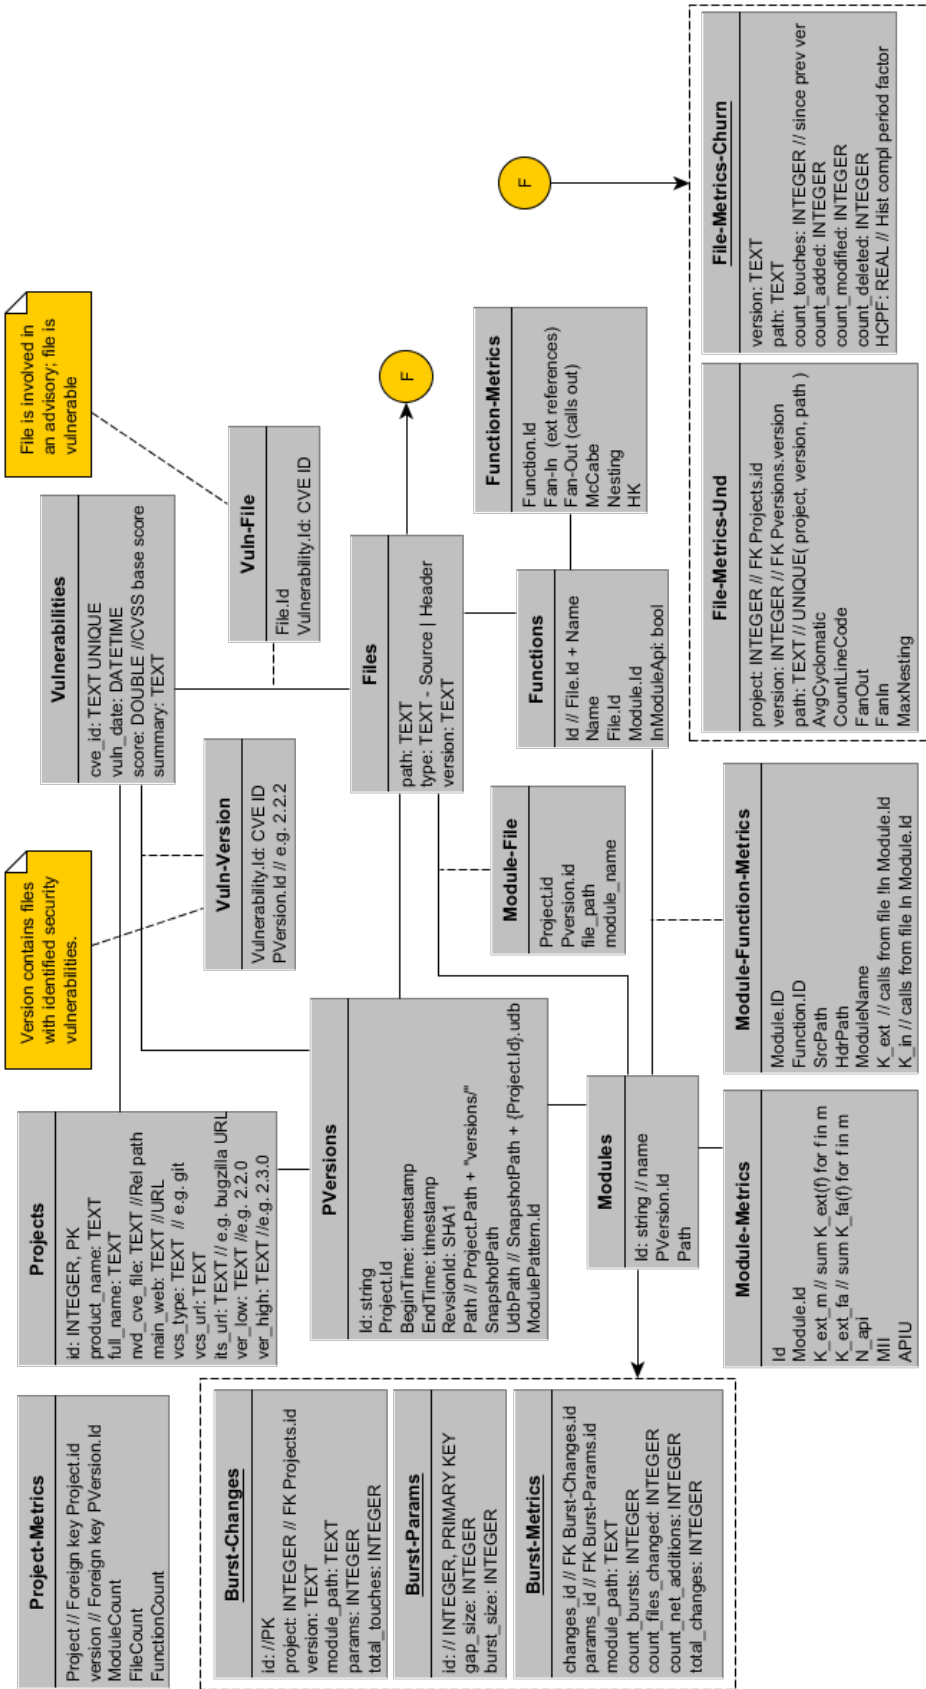 Project-Metrics
Project // Foreign key Project.id
version // Foreign key PVersion.Id
ModuleCount
FileCount
FunctionCount
Projects
id: INTEGER, PK
product_name: TEXT
full_name: TEXT
nvd_cve_file: TEXT //Rel path
main_web: TEXT //URL
vcs_type: TEXT // e.g. git
vcs_url: TEXT
its_url: TEXT // e.g. bugzilla URL
ver_low: TEXT //e.g. 2.2.0
ver_high: TEXT //e.g. 2.3.0
Version contains files
with identified security
vulnerabilities.
Vulnerabilities
cve_id: TEXT UNIQUE
vuln_date: DATETIME
score: DOUBLE //CVSS base score
summary: TEXT
File is involved in
an advisory; file is
vulnerable
Vuln-Version
Vulnerability.Id: CVE ID
PVersion.Id // e.g. 2.2.2
Vuln-File
File.Id
Vulnerability.Id: CVE ID
Burst-Changes
id: //PK
project: INTEGER // FK Projects.id
version: TEXT
module_path: TEXT
params: INTEGER
total_touches: INTEGER
PVersions
Id: string
Project.Id
BeginTime: timestamp
EndTime: timestamp
RevsionId: SHA1
Path // Project.Path + "versions/"
SnapshotPath
UdbPath // SnapshotPath + {Project.Id}.udb
ModulePattern.Id
Files
path: TEXT
type: TEXT - Source | Header
version: TEXT
F
Burst-Params
id: // INTEGER, PRIMARY KEY
gap_size: INTEGER
burst_size: INTEGER
Module-File
Project.id
Pversion.id
file_path
module_name
Functions
Id // File.Id + Name
Name
File.Id
Module.Id
InModuleApi: bool
Function-Metrics
Function.Id
Fan-In (ext references)
Fan-Out (calls out)
McCabe
Nesting
HK
F
Burst-Metrics
changes_id // FK Burst-Changes.id
params_id // FK Burst-Params.id
module_path: TEXT
count_bursts: INTEGER
count_files_changed: INTEGER
count_net_additions: INTEGER
total_changes: INTEGER
Modules
Id: string // name
PVersion.Id
Path
Module-Metrics
Id
Module.Id
K_ext_m // sum K_ext(f) for f in m
K_ext_fa // sum K_fa(f) for f in m
N_api
MII
APIU
Module-Function-Metrics
Module.ID
Function.ID
SrcPath
HdrPath
ModuleName
K_ext // calls from file !In Module.Id
K_in // calls from file In Module.Id
File-Metrics-Und
project: INTEGER // FK Projects.id
version: INTEGER // FK Pversions.version
path: TEXT // UNIQUE( project, version, path )
AvgCyclomatic
CountLineCode
FanOut
FanIn
MaxNesting
File-Metrics-Churn
version: TEXT
path: TEXT
count_touches: INTEGER // since prev ver
count_added: INTEGER
count_modified: INTEGER
count_deleted: INTEGER
HCPF: REAL // Hist compl period factor